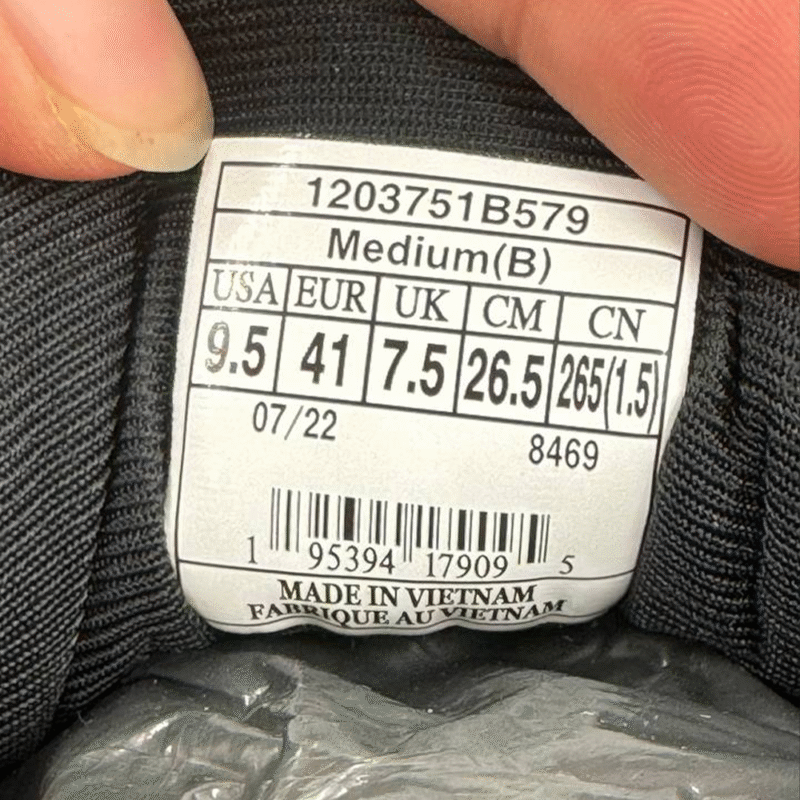 1203751B579
Medium(B)
USA EUR UK CM CN
9.5 41 7.5 26.5 265(1.5)
07/22
8469
1 95394 17909 5
MADE IN VIETNAM
FABRIQUE AU VIETNAM